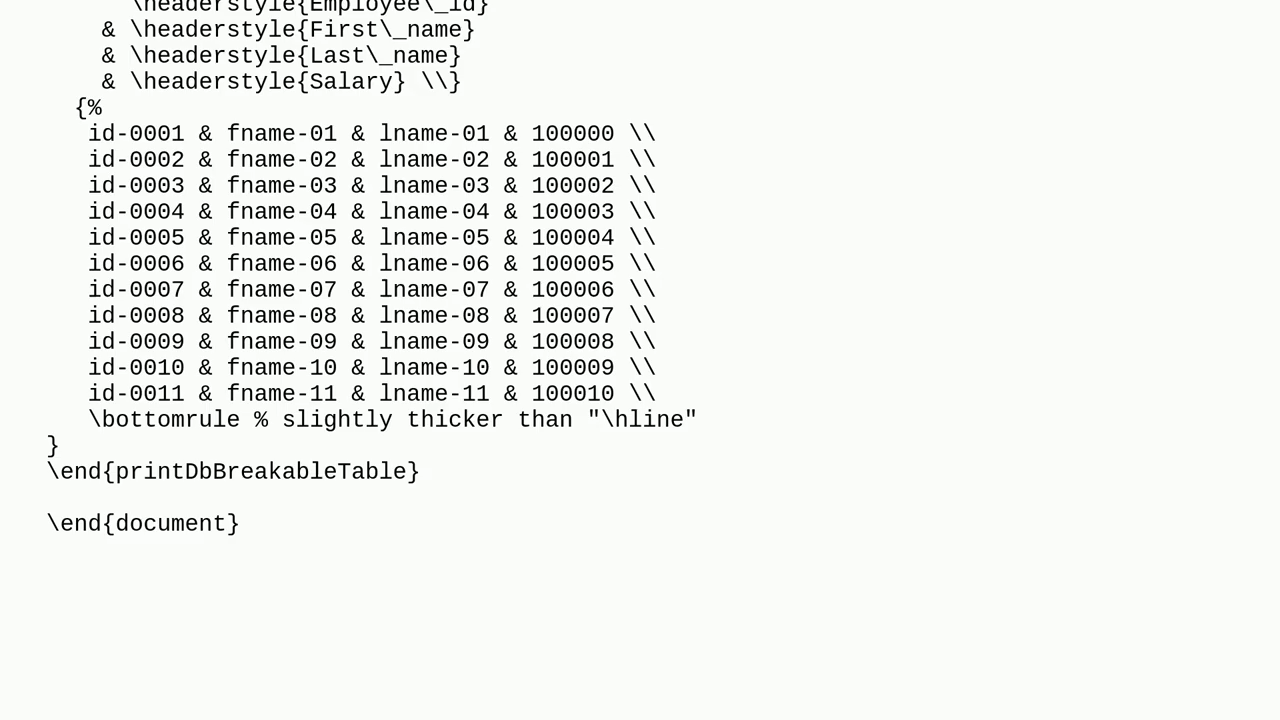 \headerstyle{Employee\_id}
& \headerstyle{First\_name}
& \headerstyle{Last\_name}
& \headerstyle{Salary} \\}
{%
id-0001 & fname-01 & lname-01 & 100000 \\
id-0002 & fname-02 & lname-02 & 100001 \\
id-0003 & fname-03 & lname-03 & 100002 \\
id-0004 & fname-04 & lname-04 & 100003 \\
id-0005 & fname-05 & lname-05 & 100004 \\
id-0006 & fname-06 & lname-06 & 100005 \\
id-0007 & fname-07 & lname-07 & 100006 \\
id-0008 & fname-08 & lname-08 & 100007 \\
id-0009 & fname-09 & lname-09 & 100008 \\
id-0010 & fname-10 & lname-10 & 100009 \\
id-0011 & fname-11 & lname-11 & 100010 \\
\bottomrule % slightly thicker than "\hline"
}
\end{printDbBreakableTable}
\end{document}